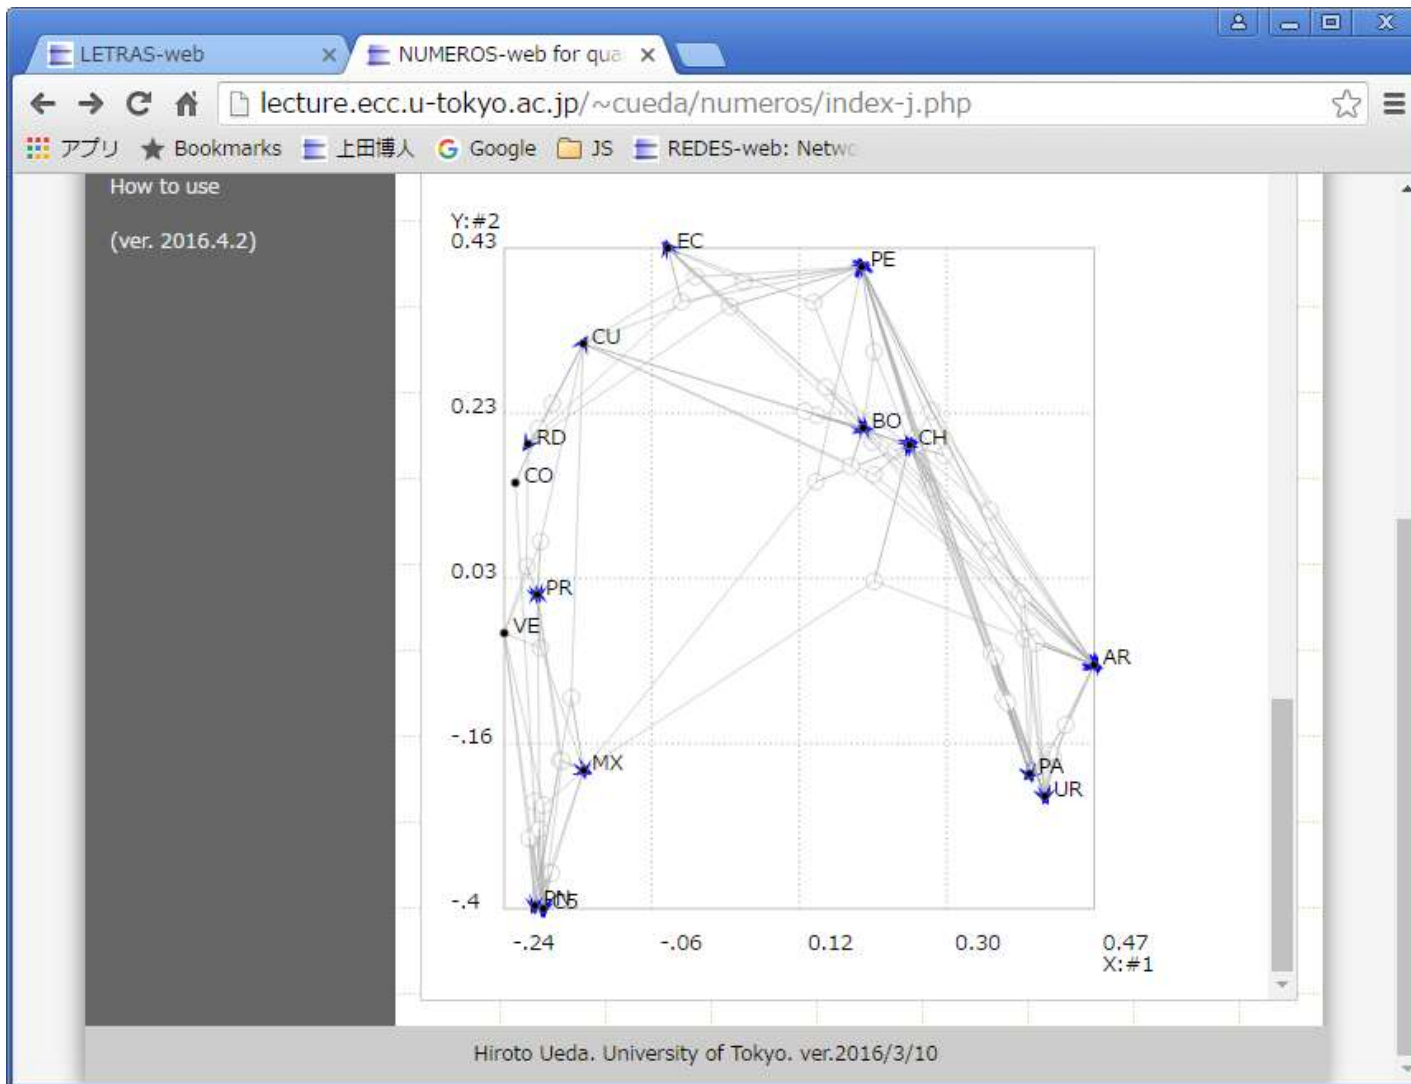 LETRAS-web
NUMEROS-web for qua
lecture.ecc.u-tokyo.ac.jp/~cueda/numeros/index-j.php
アプリ Bookmarks 上田博人 Google JS REDES-web: Netwo
How to use
(ver. 2016.4.2)
Y:#2
0.43
EC
PE
CU
0.23
BO
RD
CH
CO
0.03
PR
VE
AR
-.16
MX
PA
UR
-.4
PN
-.24 -.06 0.12 0.30 0.47
X:#1
Hiroto Ueda. University of Tokyo. ver.2016/3/10